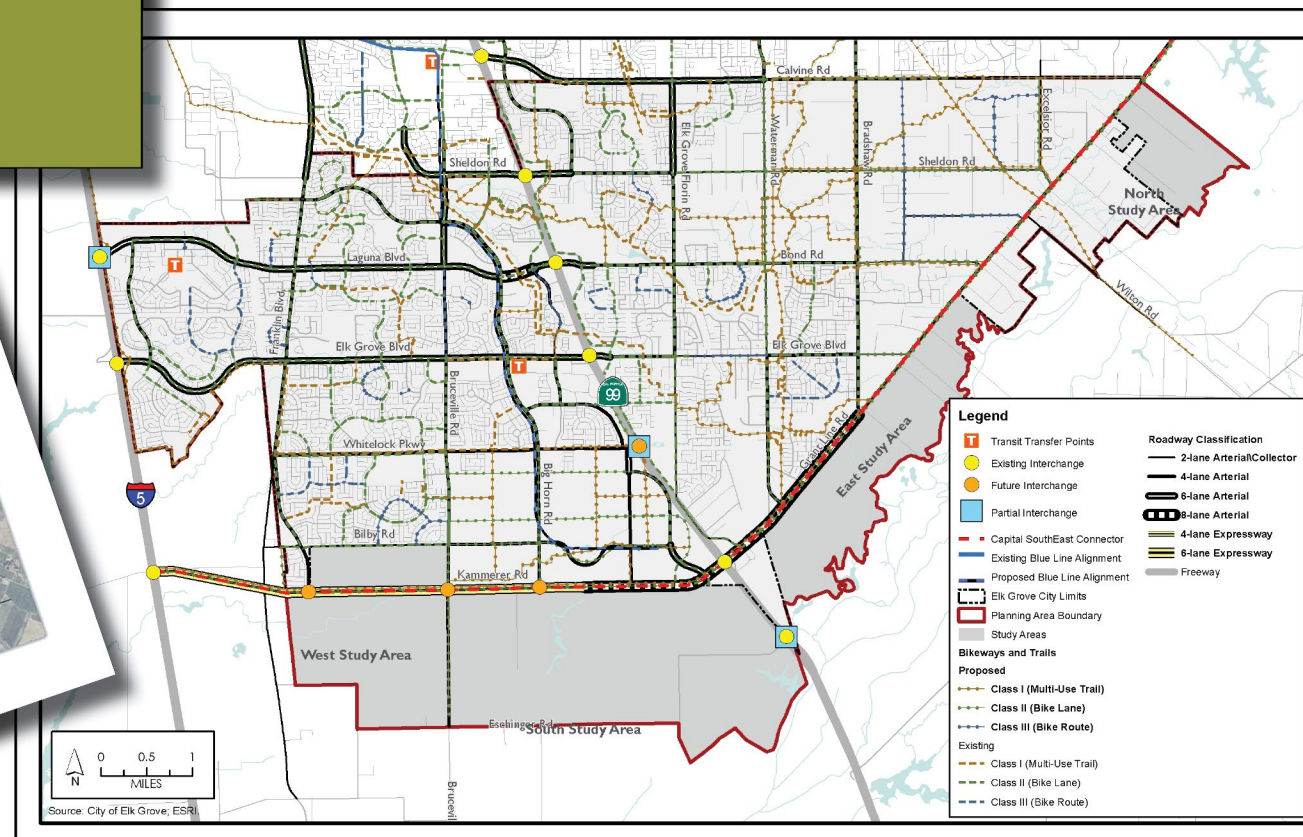 Calvine Rd
Excelsior Rd
Elk Grove Florin Rd
Waterman Rd
Bradshaw Rd
Sheldon Rd
Sheldon Rd
North
Study Area
Laguna Blvd
Bond Rd
Wilton Rd
Franklin Blvd
Elk Grove Blvd
Elk Grove Blvd
T
T
T
99
Bruceville Rd
Whitelock Pkwy
Grant Line Rd
East Study Area
Big Horn Rd
5
Bilby Rd
Kammerer Rd
West Study Area
Eschinger Rd
South Study Area
Brucevil
N
0 0.5 1
MILES
Source: City of Elk Grove; ESRI.
Legend
T Transit Transfer Points
Existing Interchange
Future Interchange
Partial Interchange
Capital SouthEast Connector
Existing Blue Line Alignment
Proposed Blue Line Alignment
Elk Grove City Limits
Planning Area Boundary
Study Areas
Bikeways and Trails
Proposed
Class I (Multi-Use Trail)
Class II (Bike Lane)
Class III (Bike Route)
Existing
Class I (Multi-Use Trail)
Class II (Bike Lane)
Class III (Bike Route)
Roadway Classification
2-lane Arterial\Collector
4-lane Arterial
6-lane Arterial
8-lane Arterial
4-lane Expressway
6-lane Expressway
Freeway